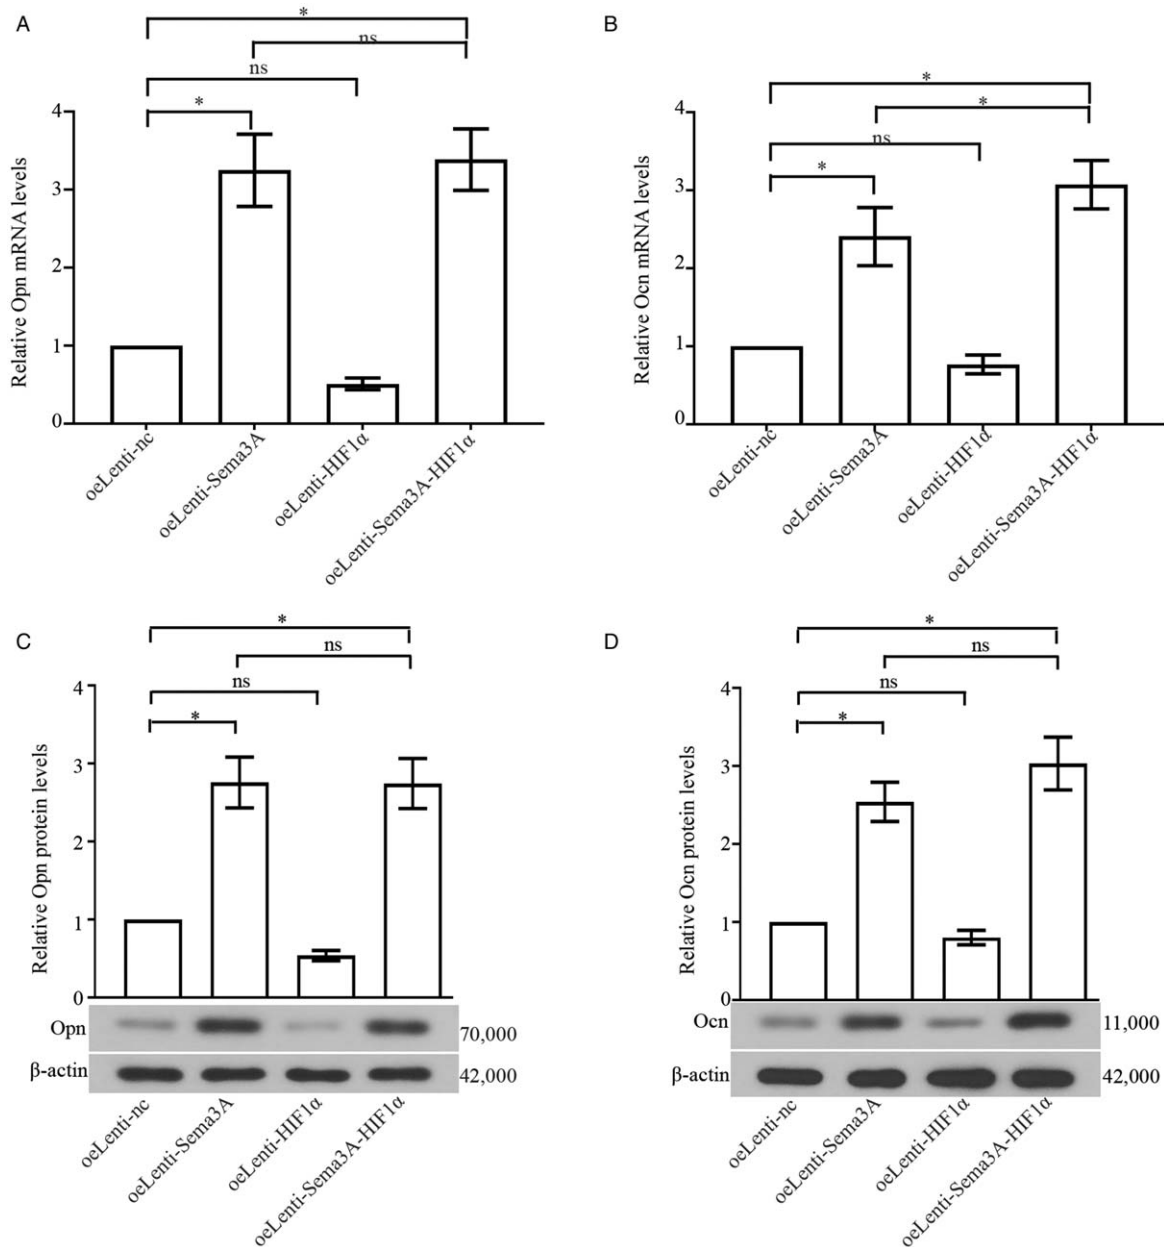 A
*
ns
ns
*
Relative Opn mRNA levels
4
3
2
1
0
oeLenti-nc
oeLenti-Sema3A
oeLenti-HIF1α
oeLenti-Sema3A-HIF1α
B
*
*
ns
*
Relative Ocn mRNA levels
4
3
2
1
0
oeLenti-nc
oeLenti-Sema3A
oeLenti-HIF1α
oeLenti-Sema3A-HIF1α
C
*
ns
ns
*
Relative Opn protein levels
4
3
2
1
0
Opn
70,000
β-actin
42,000
oeLenti-nc
oeLenti-Sema3A
oeLenti-HIF1α
oeLenti-Sema3A-HIF1α
D
*
ns
ns
*
Relative Ocn protein levels
4
3
2
1
0
Ocn
11,000
β-actin
42,000
oeLenti-nc
oeLenti-Sema3A
oeLenti-HIF1α
oeLenti-Sema3A-HIF1α